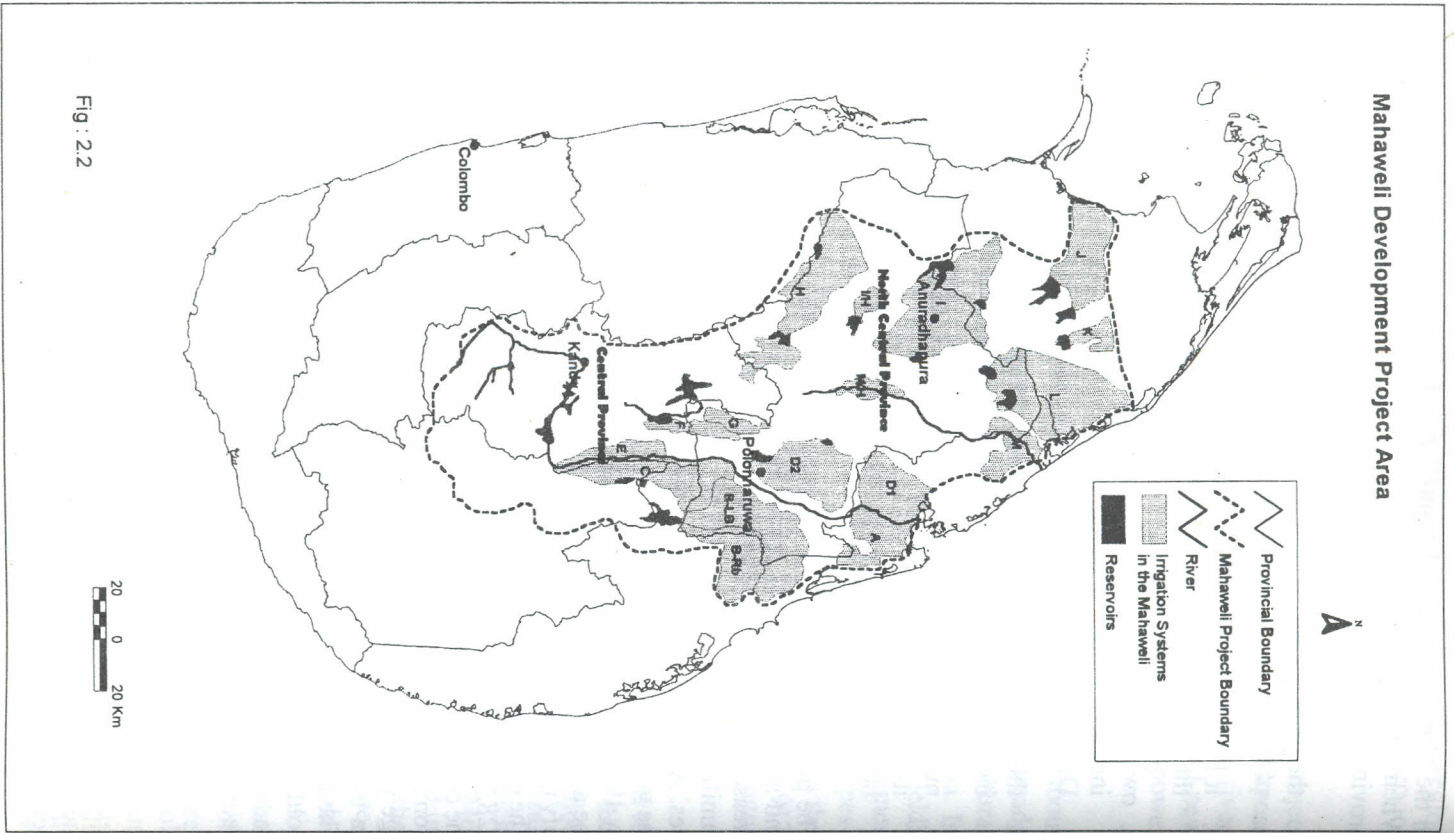 Mahaweli Development Project Area
N
Provincial Boundary
Mahaweli Project Boundary
River
Irrigation Systems
in the Mahaweli
Reservoirs
J
K
L
I
Anuradhapura
M
IH
North Central Province
MH
H
D1
A
D2
G
Polonnaruwa
F
B-LB
B-Rb
E
C
Central Province
Kandy
Colombo
20 0 20 Km
Fig : 2.2